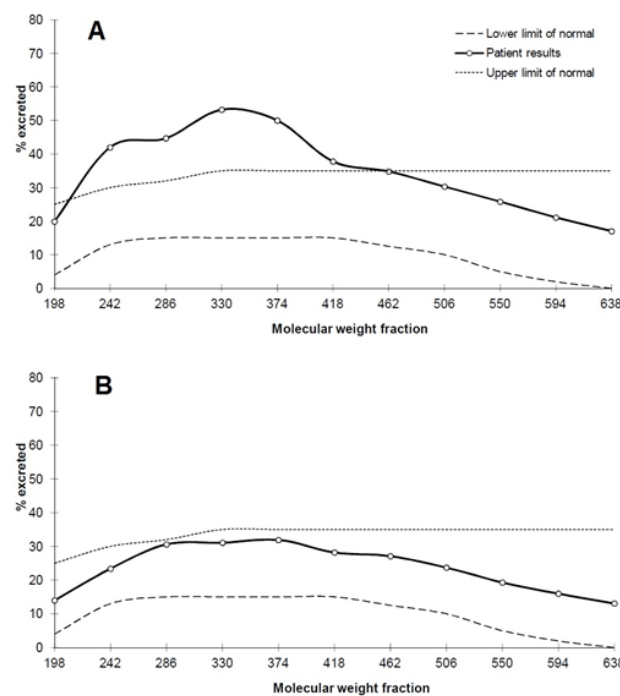 A
Lower limit of normal
Patient results
Upper limit of normal
80
70
60
50
40
30
20
10
0
% excreted
198 242 286 330 374 418 462 506 550 594 638
Molecular weight fraction
B
80
70
60
50
40
30
20
10
0
% excreted
198 242 286 330 374 418 462 506 550 594 638
Molecular weight fraction